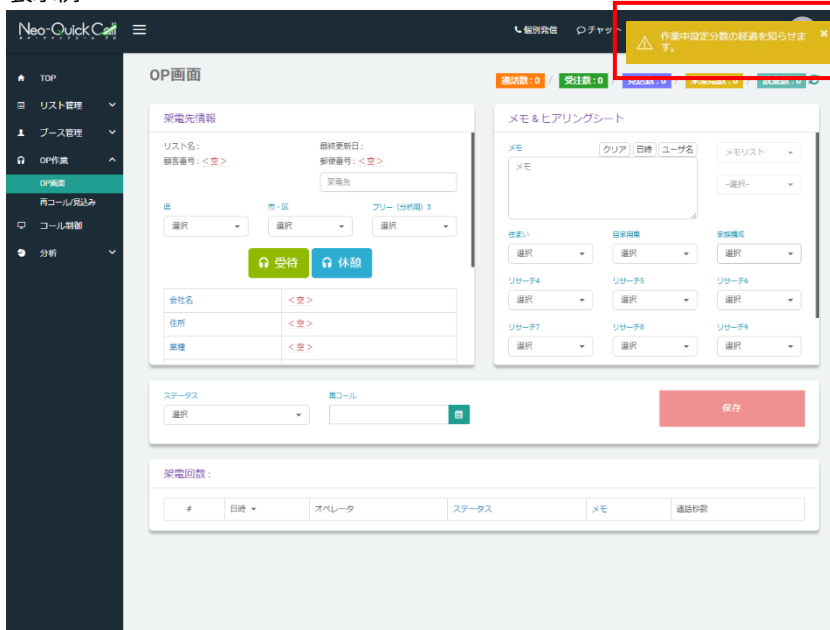 Neo-QuickCall
個別発信
チャット
作業中設定分数の経過を知らせま
す。
×
TOP
リスト管理
ブース管理
OP作業
OP画面
再コール/見込み
コール制御
分析
OP画面
通話数:0 / 受注数:0 /
架電先情報
リスト名:
最終更新日:
顧客番号:<空>
郵便番号:<空>
架電先
県
市・区
フリー（分析用）3
選択
選択
選択
受待
休憩
会社名 <空>
住所 <空>
業種 <空>
メモ & ヒアリングシート
メモ
クリア 日時 ユーザ名
メモリスト
メモ
-選択-
住まい
自家用車
家族構成
選択
選択
選択
リサーチ4
リサーチ5
リサーチ6
選択
選択
選択
リサーチ7
リサーチ8
リサーチ9
選択
選択
選択
ステータス
再コール
選択
保存
架電回数:
# 日時 オペレータ ステータス メモ 通話秒数